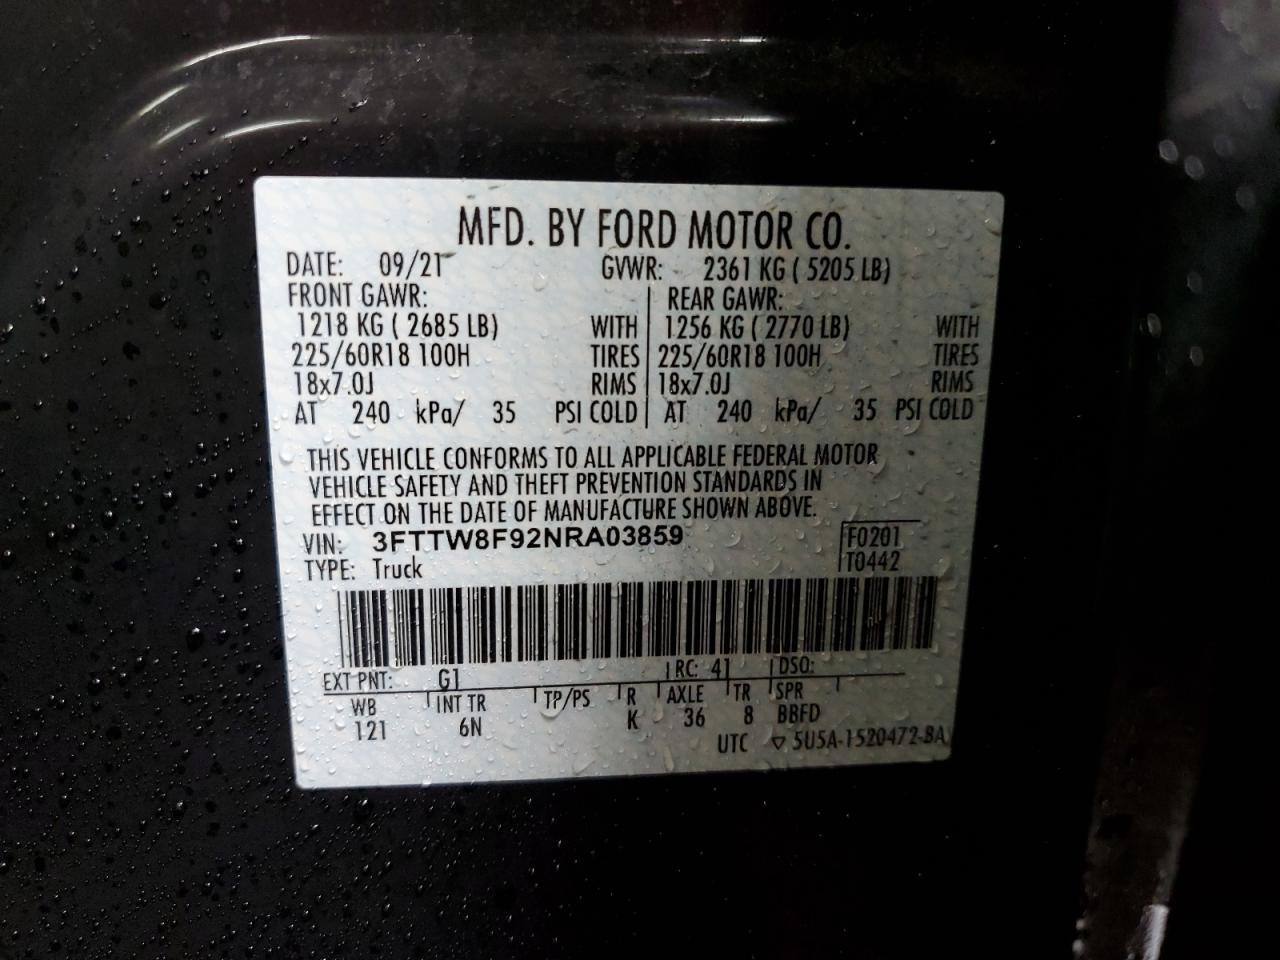 MFD. BY FORD MOTOR CO.
DATE: 09/21 GVWR: 2361 KG ( 5205 LB)
FRONT GAWR: REAR GAWR:
1218 KG ( 2685 LB) WITH 1256 KG ( 2770 LB) WITH
225/60R18 100H TIRES 225/60R18 100H TIRES
18x7.0J RIMS 18x7.0J RIMS
AT 240 kPa/ 35 PSI COLD AT 240 kPa/ 35 PSI COLD
THIS VEHICLE CONFORMS TO ALL APPLICABLE FEDERAL MOTOR
VEHICLE SAFETY AND THEFT PREVENTION STANDARDS IN
EFFECT ON THE DATE OF MANUFACTURE SHOWN ABOVE.
VIN: 3FTTW8F92NRA03859 F0201
TYPE: Truck T0442
EXT PNT: G1 RC: 41 DSO:
WB INT TR TP/PS R AXLE TR SPR
121 6N K 36 8 BBFD
UTC ▽ 5U5A-1520472-BA